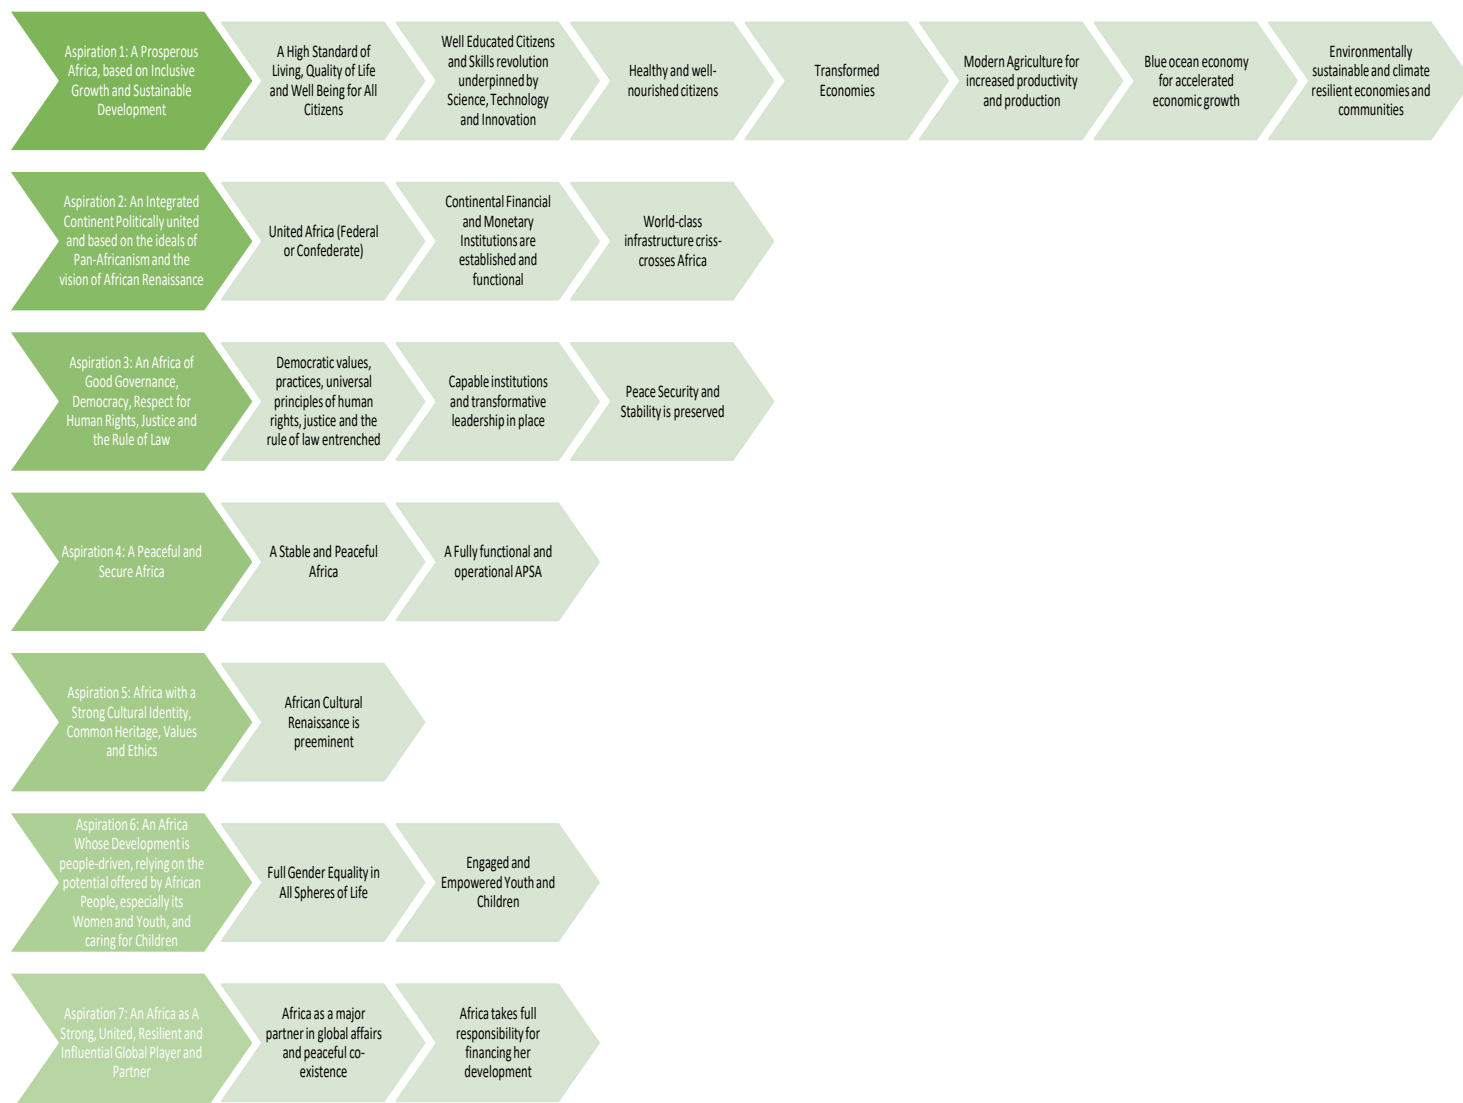 Aspiration 1: A Prosperous
Africa, based on Inclusive
Growth and Sustainable
Development
A High Standard of
Living, Quality of Life
and Well Being for All
Citizens
Well Educated Citizens
and Skills revolution
underpinned by
Science, Technology
and Innovation
Healthy and well-
nourished citizens
Transformed
Economies
Modern Agriculture for
increased productivity
and production
Blue ocean economy
for accelerated
economic growth
Environmentally
sustainable and climate
resilient economies and
communities
Aspiration 2: An Integrated
Continent Politically united
and based on the ideals of
Pan-Africanism and the
vision of African Renaissance
United Africa (Federal
or Confederate)
Continental Financial
and Monetary
Institutions are
established and
functional
World-class
infrastructure criss-
crosses Africa
Aspiration 3: An Africa of
Good Governance,
Democracy, Respect for
Human Rights, Justice and
the Rule of Law
Democratic values,
practices, universal
principles of human
rights, justice and the
rule of law entrenched
Capable institutions
and transformative
leadership in place
Peace Security and
Stability is preserved
Aspiration 4: A Peaceful and
Secure Africa
A Stable and Peaceful
Africa
A Fully functional and
operational APSA
Aspiration 5: Africa with a
Strong Cultural Identity,
Common Heritage, Values
and Ethics
African Cultural
Renaissance is
preeminent
Aspiration 6: An Africa
Whose Development is
people-driven, relying on the
potential offered by African
People, especially its
Women and Youth, and
caring for Children
Full Gender Equality in
All Spheres of Life
Engaged and
Empowered Youth and
Children
Aspiration 7: An Africa as A
Strong, United, Resilient and
Influential Global Player and
Partner
Africa as a major
partner in global affairs
and peaceful co-
existence
Africa takes full
responsibility for
financing her
development